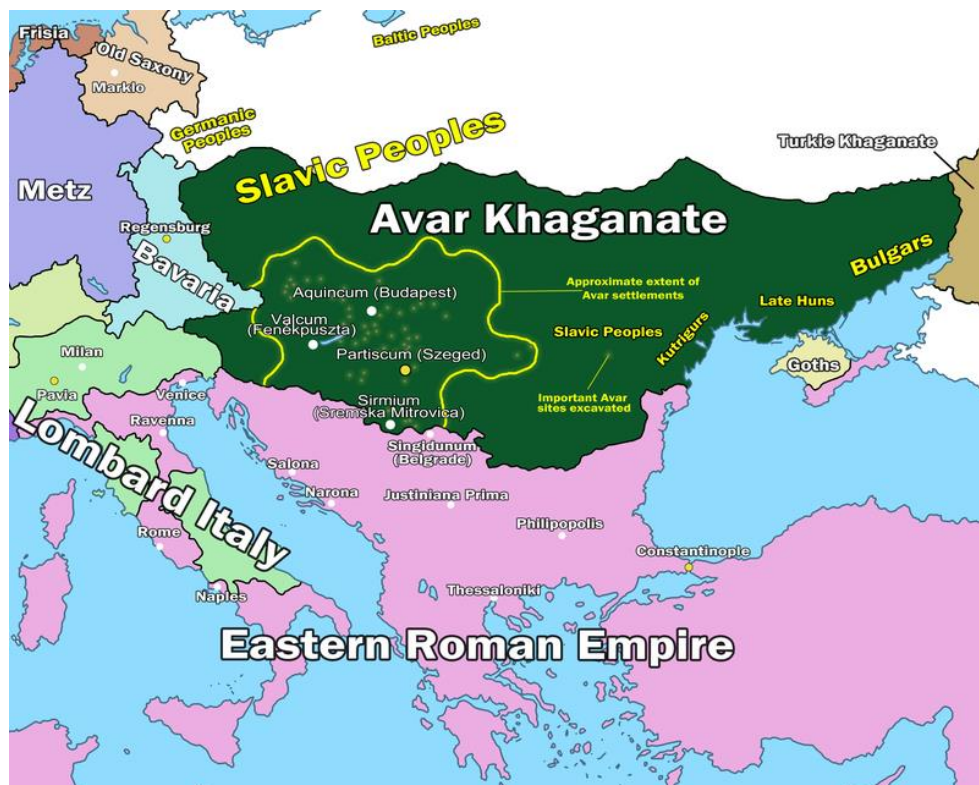 Frisia
Baltic Peoples
Old Saxony
Marklo
Germanic
Peoples
Slavic Peoples
Turkic Khaganate
Metz
Avar Khaganate
Regensburg
Bavaria
Bulgars
Approximate extent of
Avar settlements
Aquincum (Budapest)
Late Huns
Valcum
(Fenékpuszta)
Slavic Peoples
Kutrigurs
Partiscum (Szeged)
Milan
Goths
Pavia
Venice
Important Avar
sites excavated
Sirmium
(Sremska Mitrovica)
Ravenna
Singidunum
(Belgrade)
Lombard Italy
Salona
Narona
Justiniana Prima
Philipopolis
Rome
Constantinople
Naples
Thessaloniki
Eastern Roman Empire